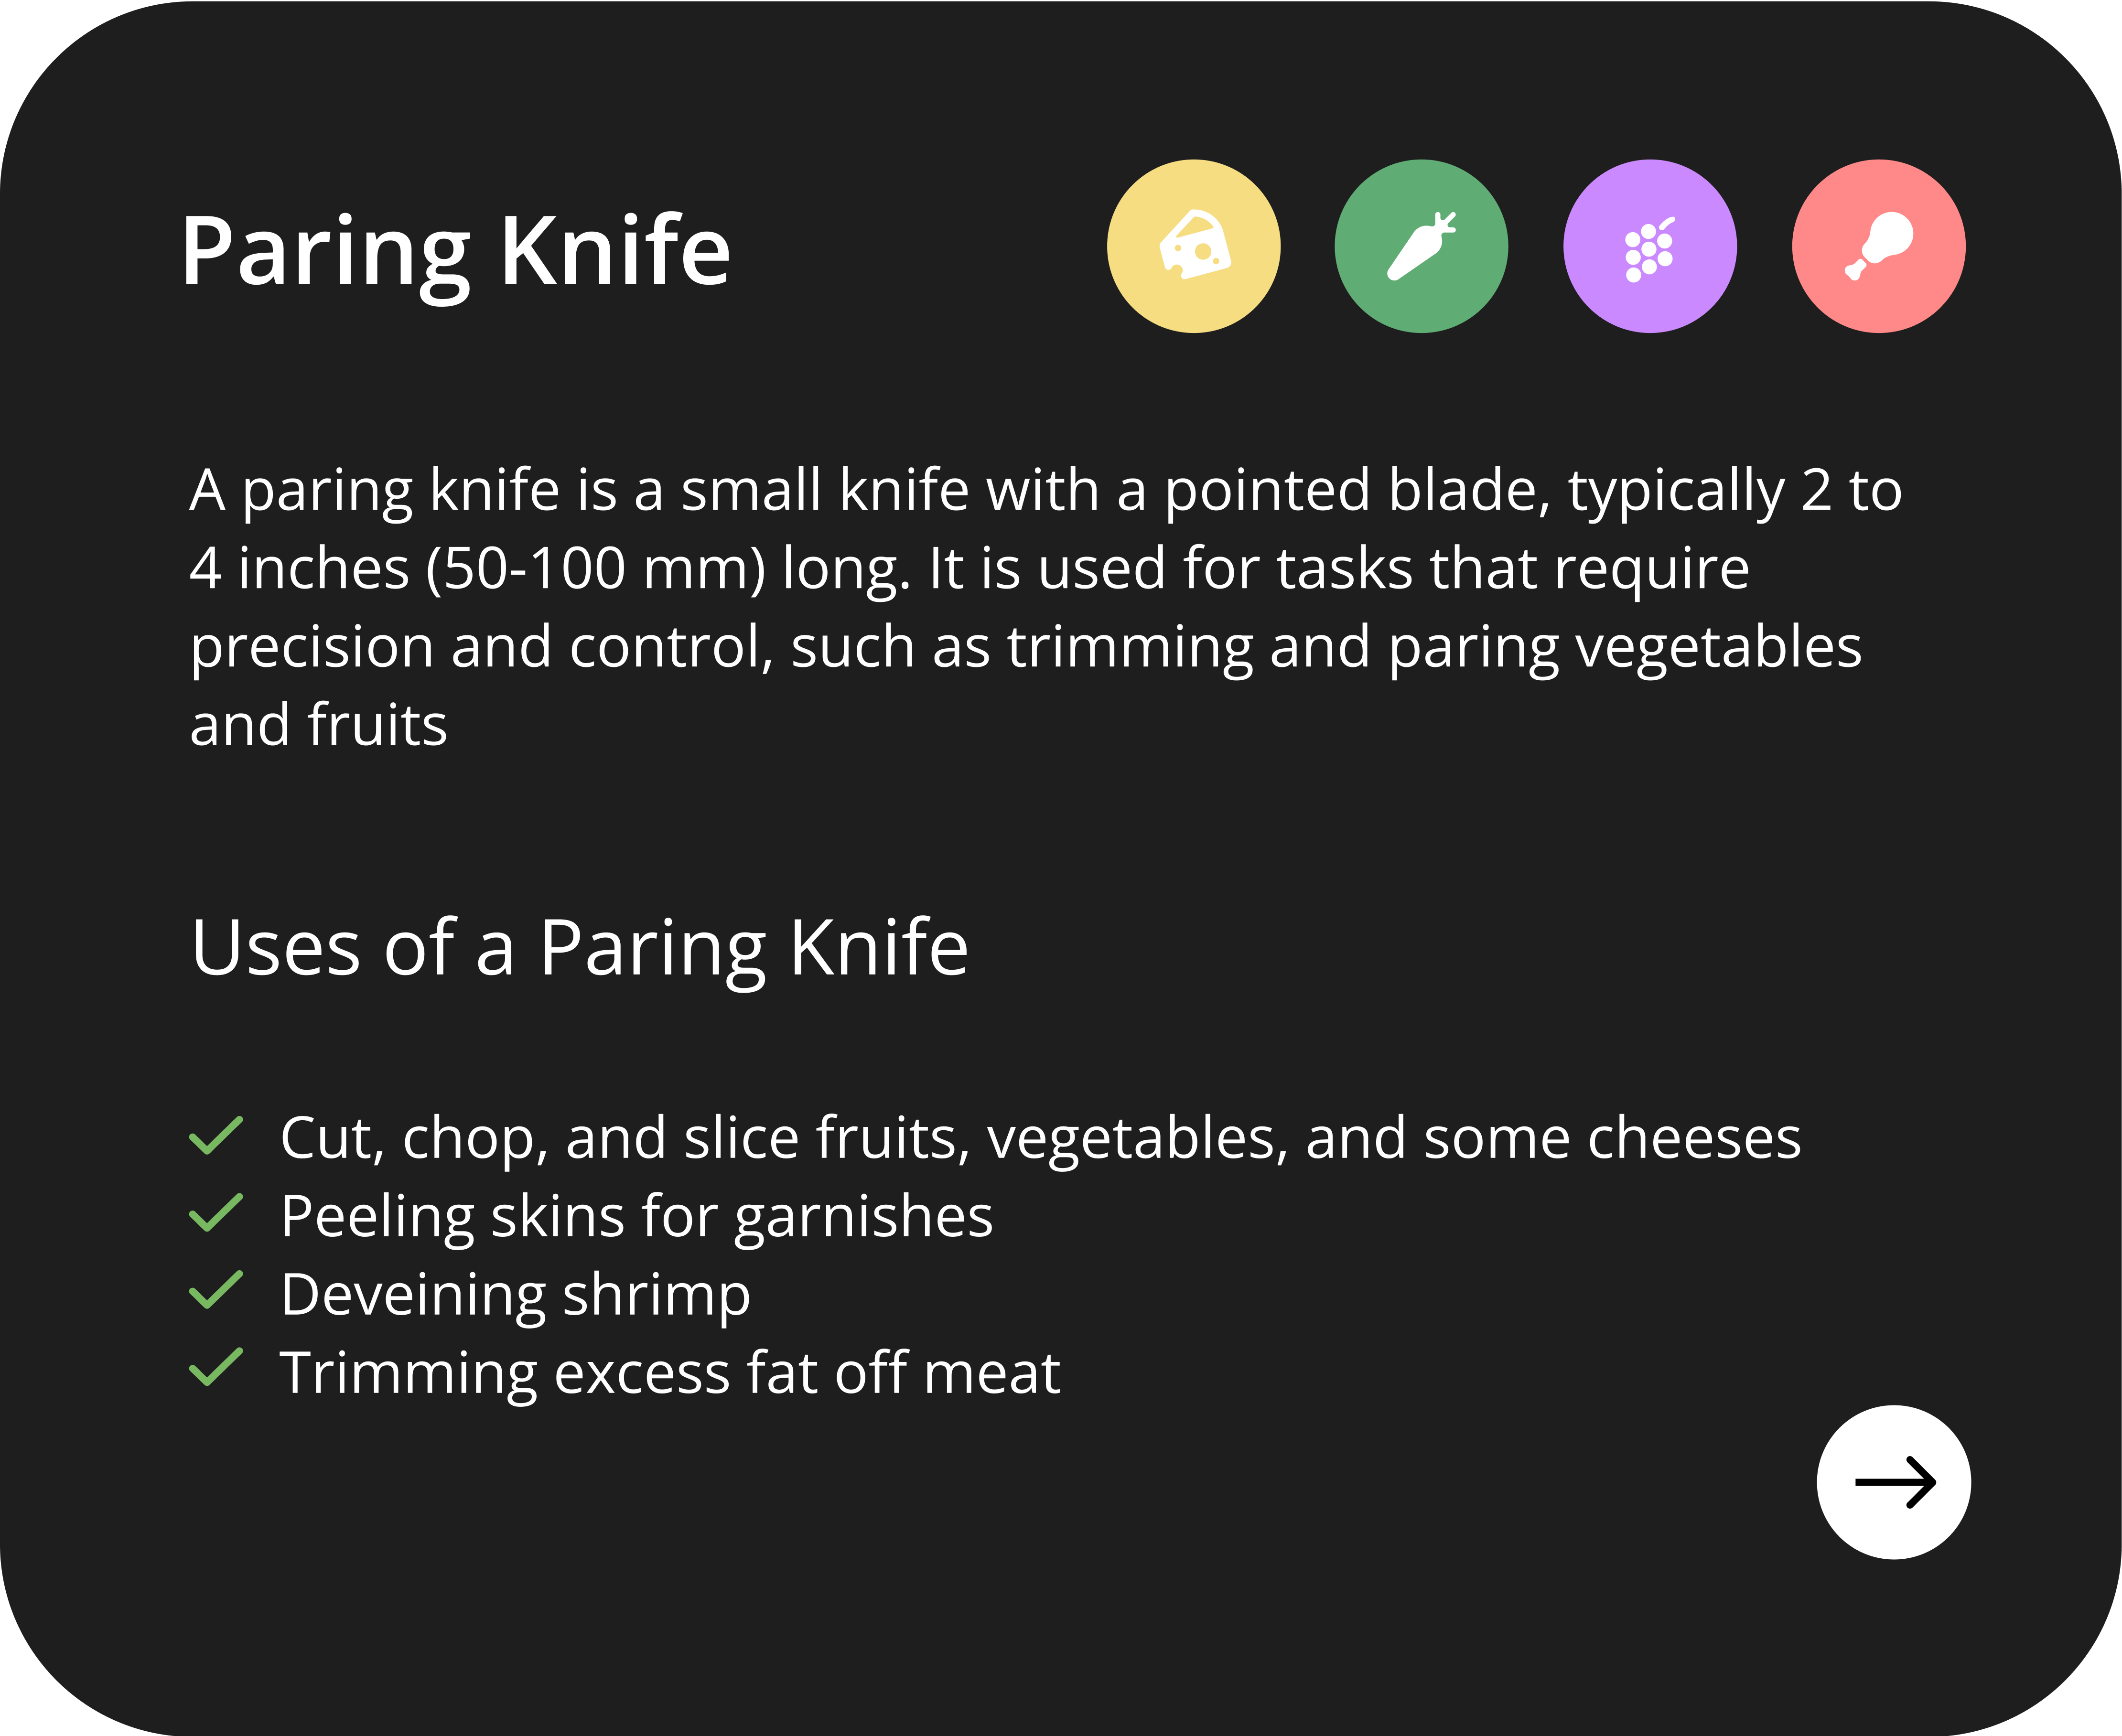 Paring Knife
A paring knife is a small knife with a pointed blade, typically 2 to
4 inches (50-100 mm) long. It is used for tasks that require
precision and control, such as trimming and paring vegetables
and fruits
Uses of a Paring Knife
Cut, chop, and slice fruits, vegetables, and some cheeses
Peeling skins for garnishes
Deveining shrimp
Trimming excess fat off meat